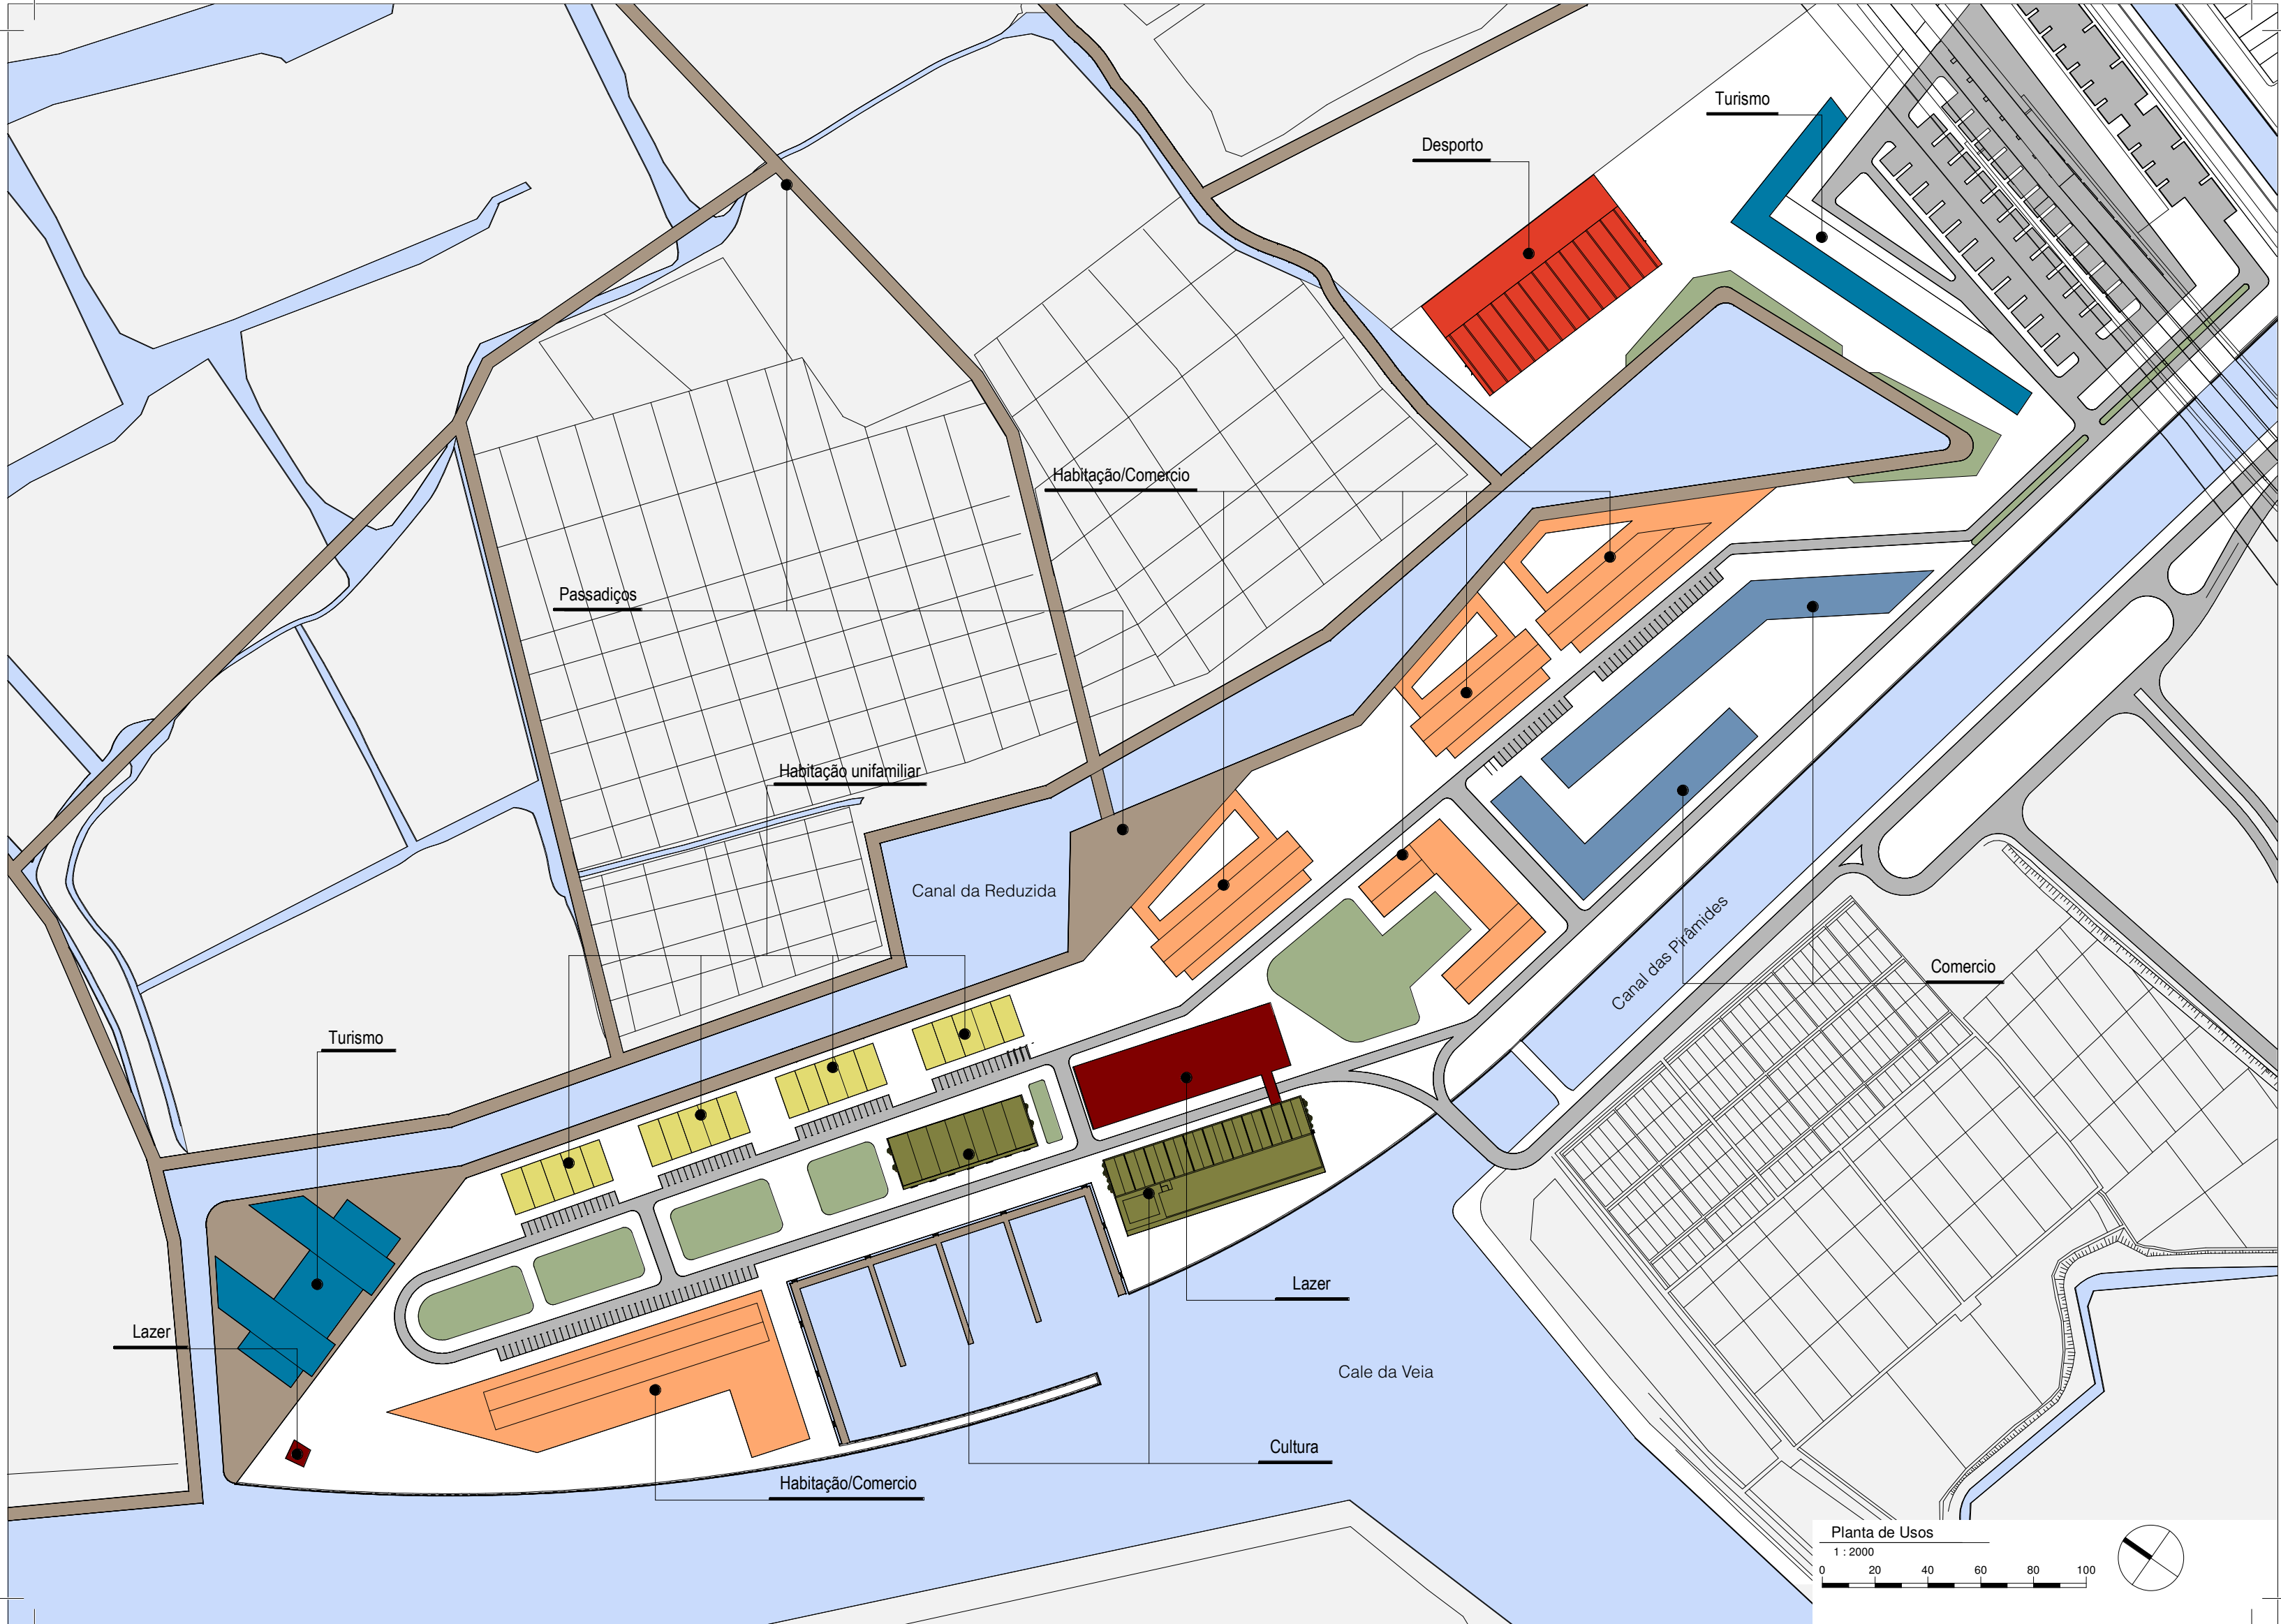 Turismo
Desporto
Habitação/Comercio
Passadiços
Habitação unifamiliar
Canal da Reduzida
Canal das Pirâmides
Comercio
Turismo
Lazer
Lazer
Cale da Veia
Cultura
Habitação/Comercio
Planta de Usos
1 : 2000
0 20 40 60 80 100